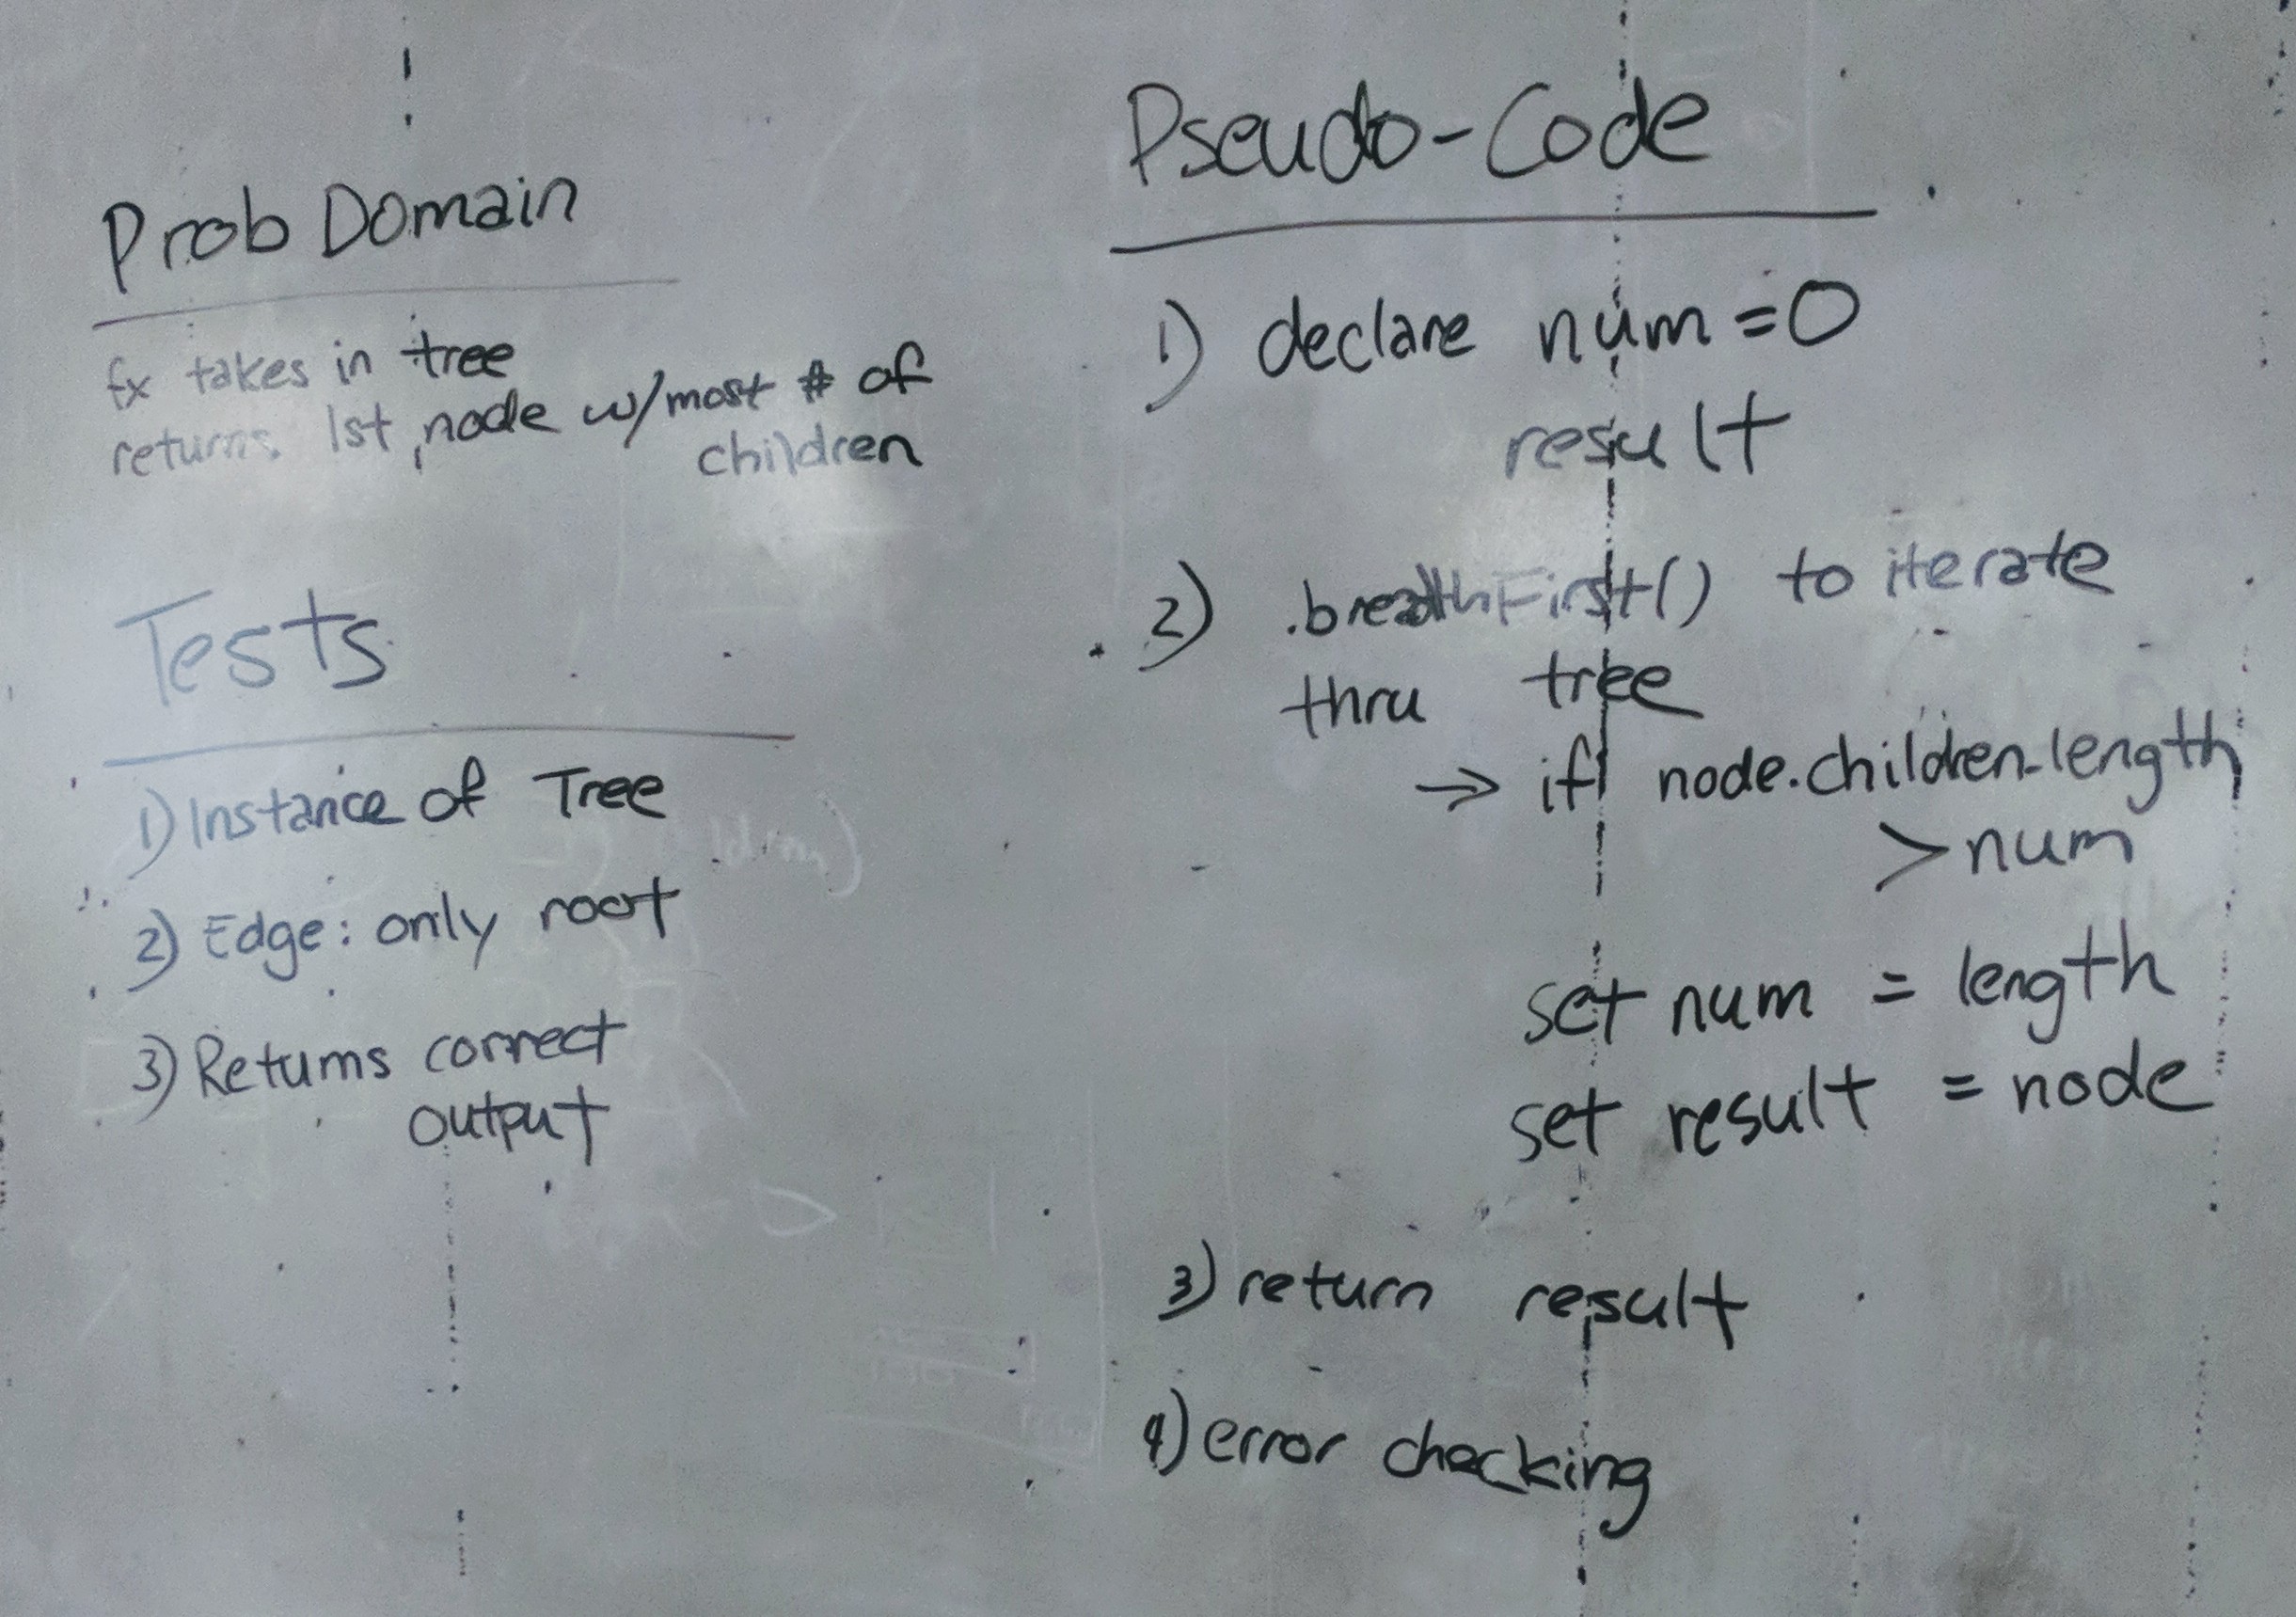 Prob Domain
fx takes in tree
returns 1st node w/most # of
children
Tests
1) Instance of Tree
2) Edge: only root
3) Returns correct
output
Pseudo-Code
1) declare num = 0
result
2) .breadthFirst() to iterate
thru tree
→ if node.children.length
> num
set num = length
set result = node
3) return result
4) error checking